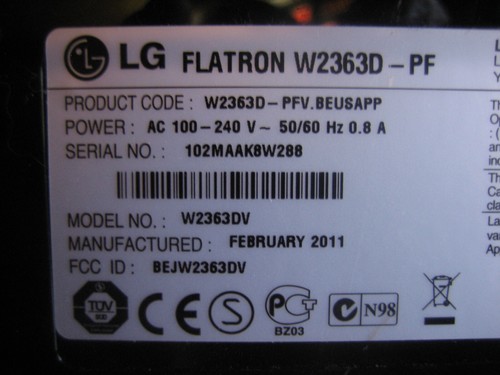 LG FLATRON W2363D-PF
PRODUCT CODE : W2363D-PFV.BEUSAPP
POWER : AC 100-240 V~ 50/60 Hz 0.8 A
SERIAL NO. : 102MAAK8W288
MODEL NO. : W2363DV
MANUFACTURED : FEBRUARY 2011
FCC ID : BEJW2363DV
TÜV CE S PCT N98
BZ03